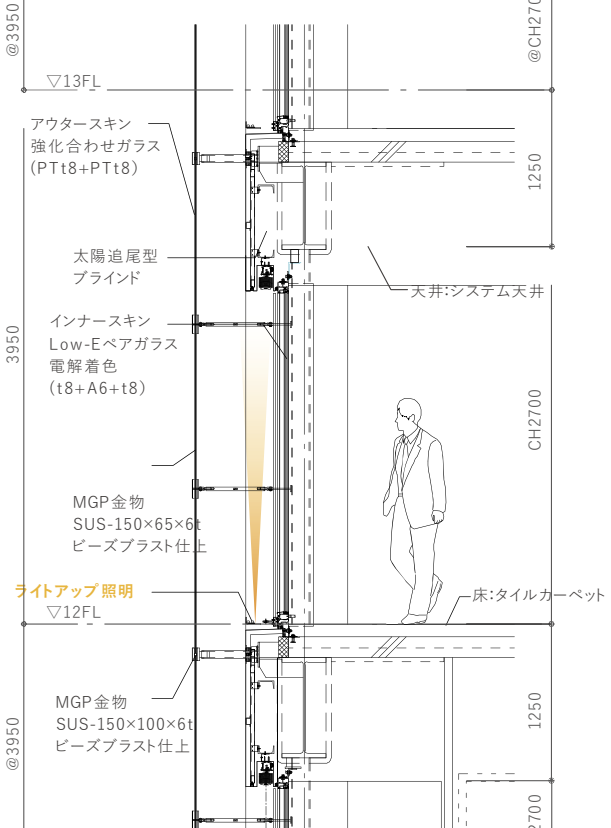 @3950
@CH270
▽13FL
アウタースキン
強化合わせガラス
(PTt8+PTt8)
1250
太陽追尾型
ブラインド
天井:システム天井
インナースキン
Low-Eペアガラス
電解着色
(t8+A6+t8)
3950
CH2700
MGP金物
SUS-150×65×6t
ビーズブラスト仕上
ライトアップ照明
▽12FL
床:タイルカーペット
MGP金物
SUS-150×100×6t
ビーズブラスト仕上
@3950
1250
2700